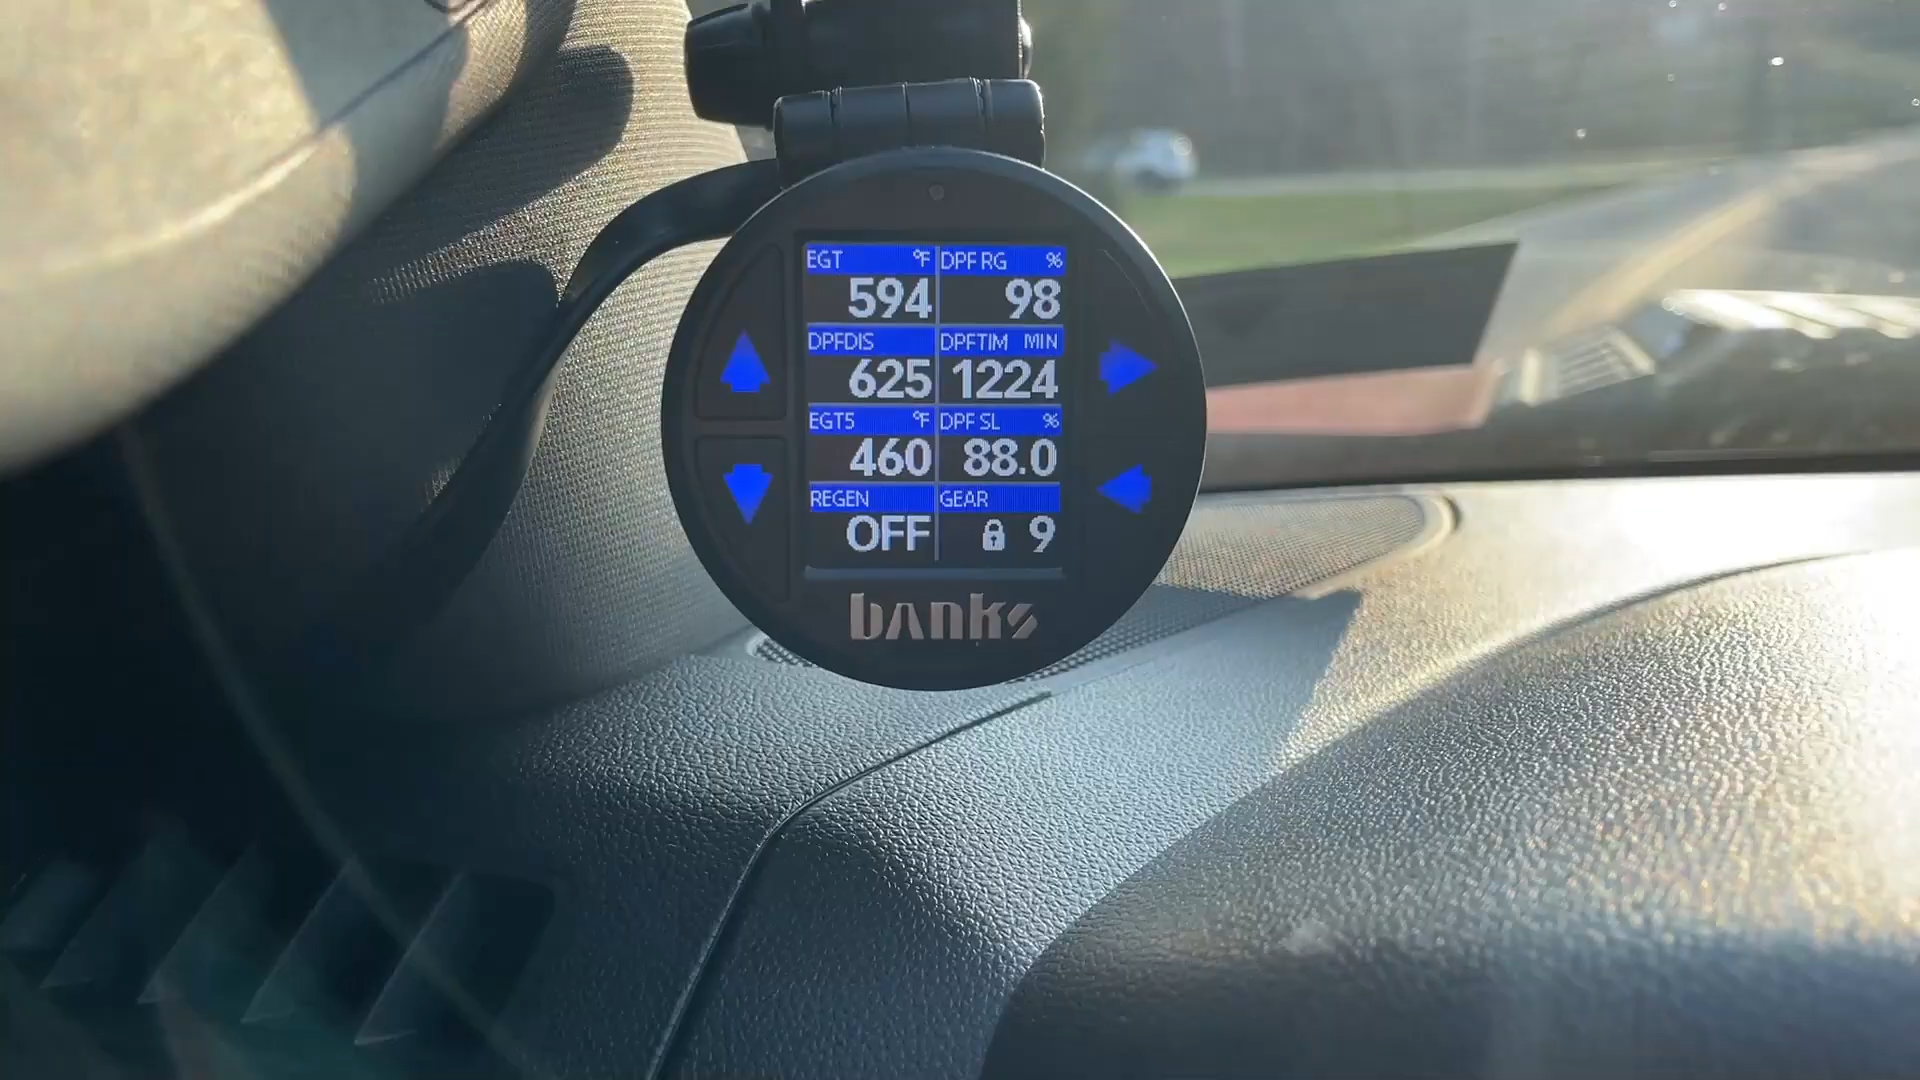 EGT °F DPF RG %
594 98
DPFDIS DPFTIM MIN
625 1224
EGT5 °F DPF SL %
460 88.0
REGEN GEAR
OFF 9
banks